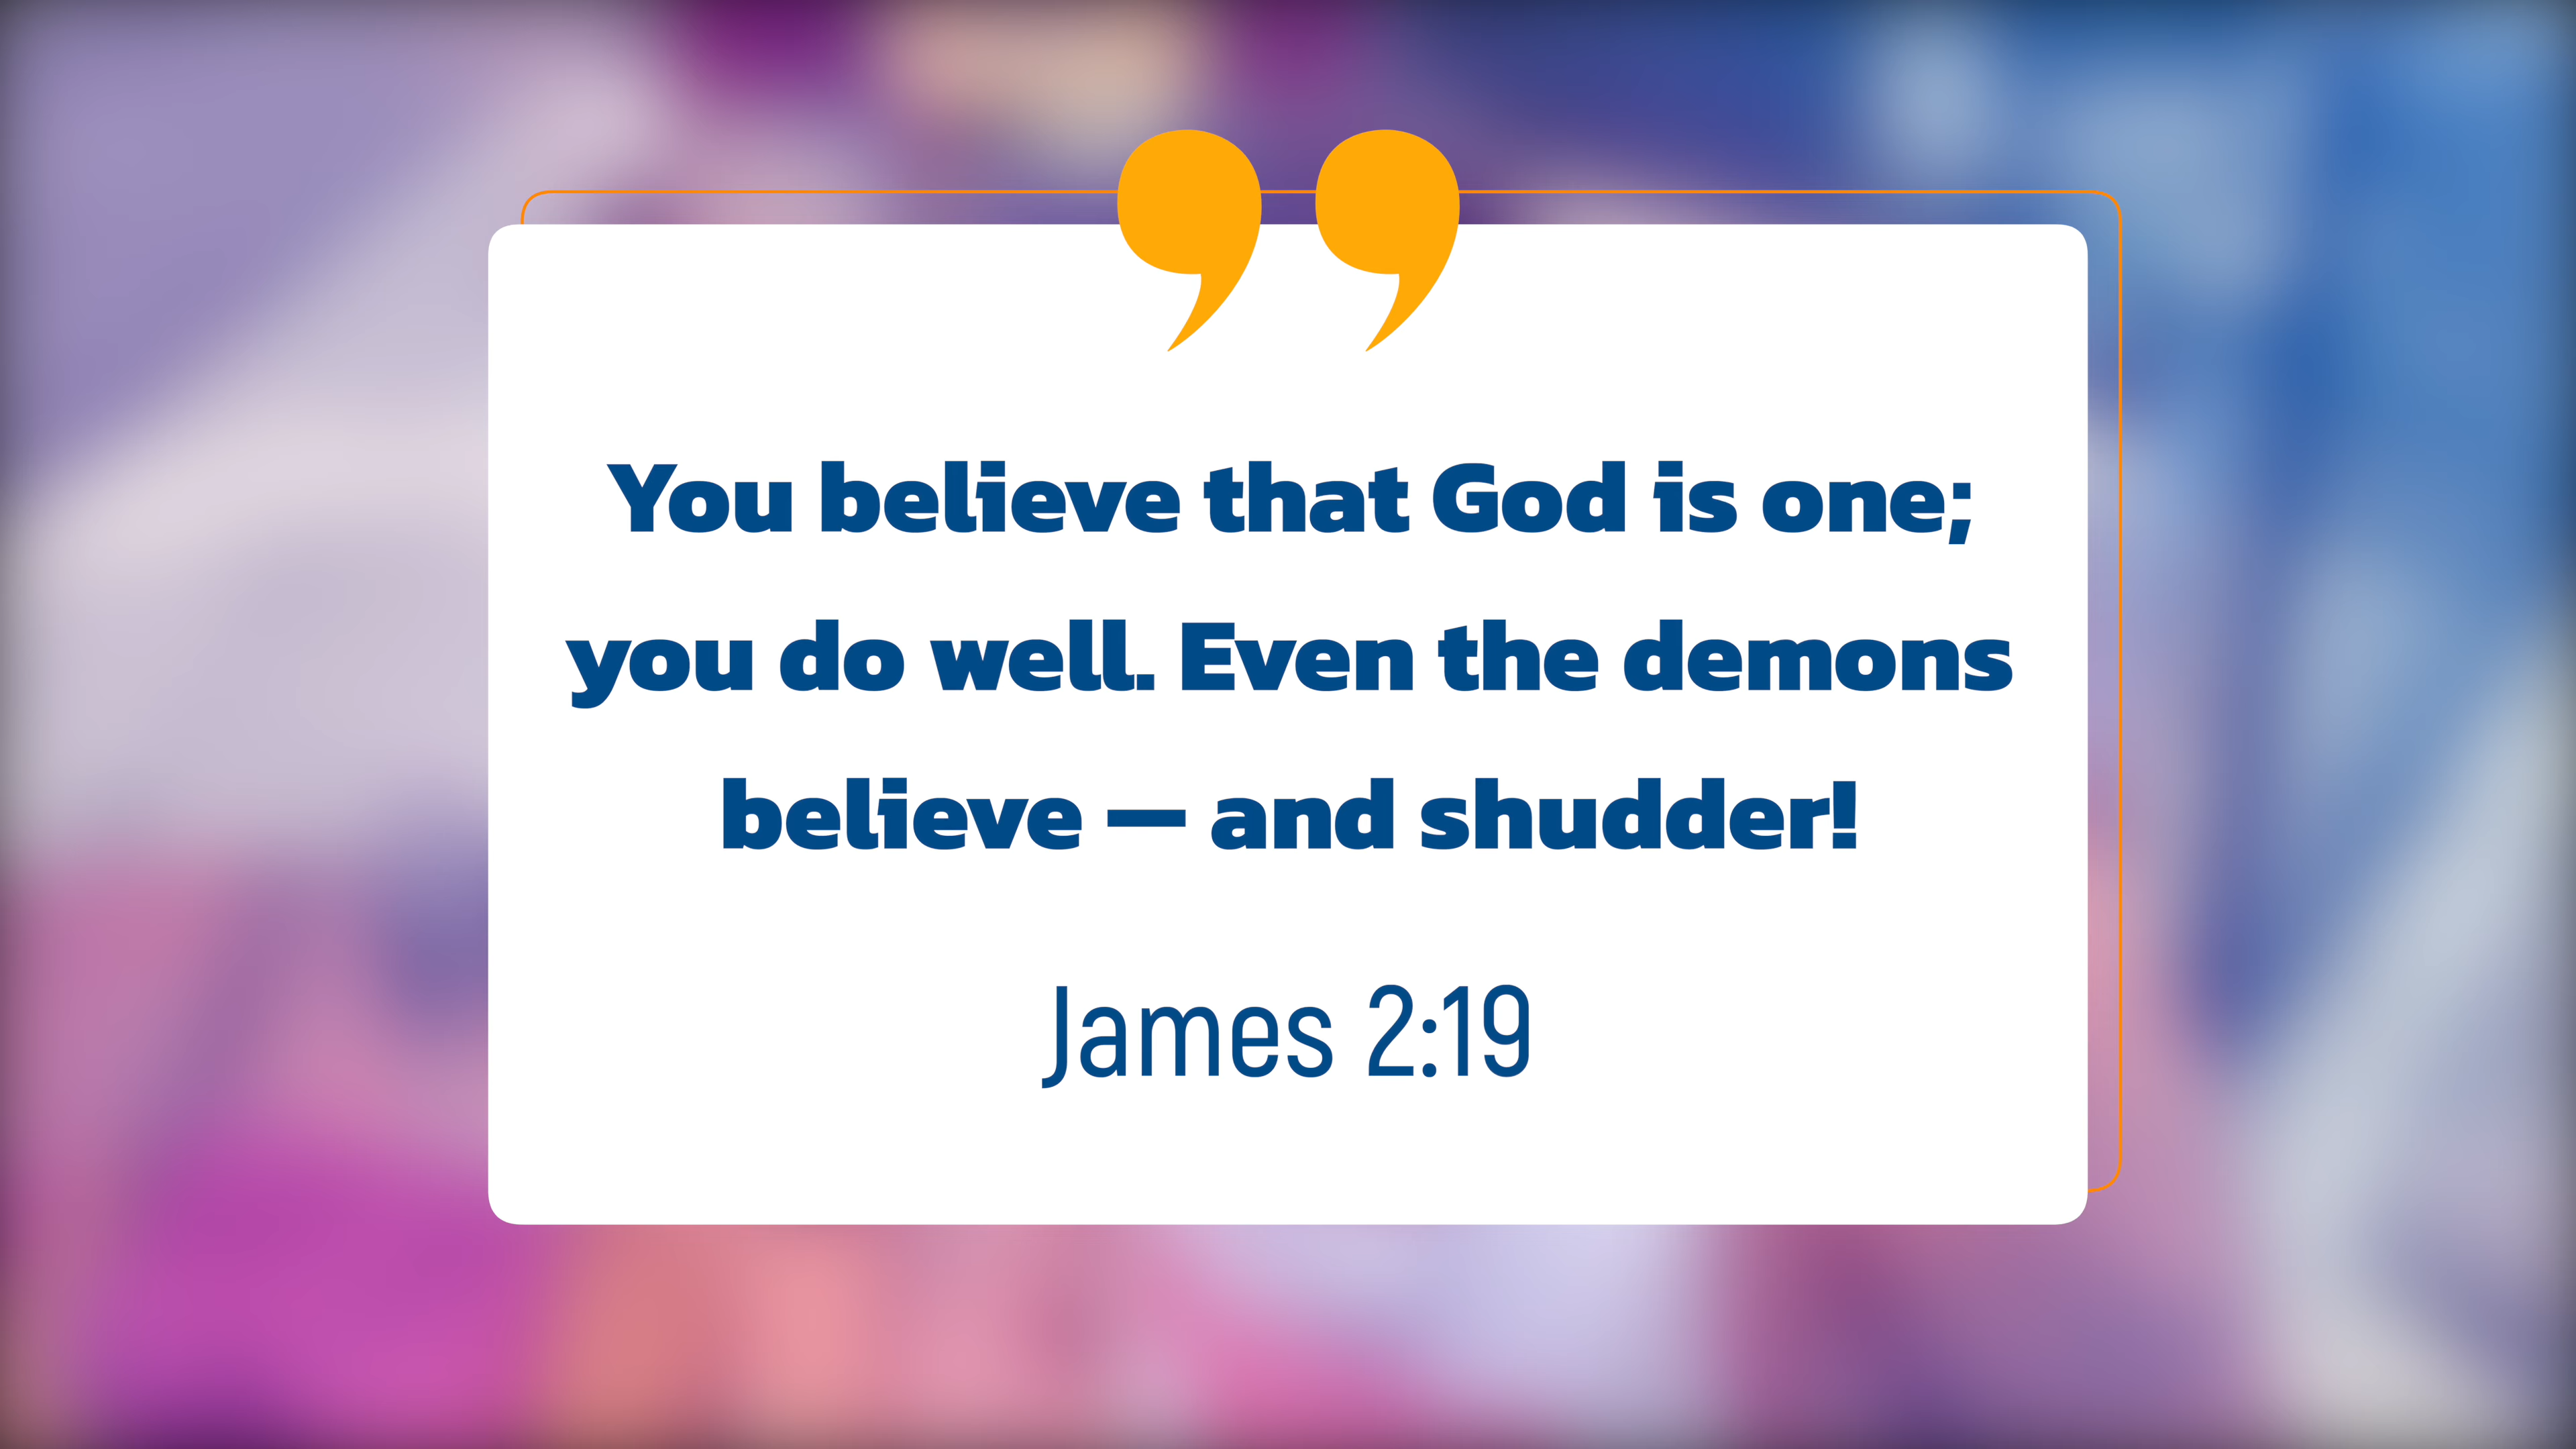 You believe that God is one;
you do well. Even the demons
believe — and shudder!
James 2:19